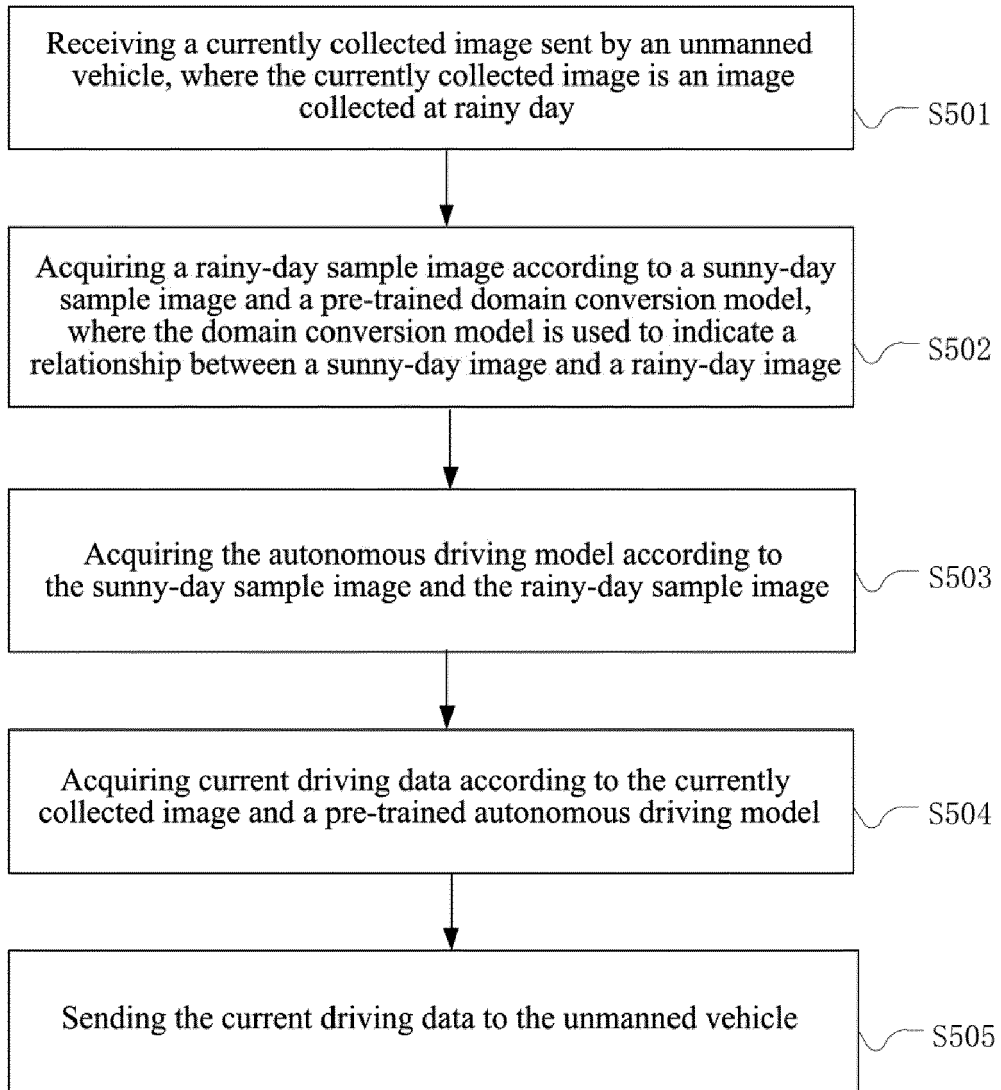 Receiving a currently collected image sent by an unmanned
vehicle, where the currently collected image is an image
collected at rainy day
S501
Acquiring a rainy-day sample image according to a sunny-day
sample image and a pre-trained domain conversion model,
where the domain conversion model is used to indicate a
relationship between a sunny-day image and a rainy-day image
S502
Acquiring the autonomous driving model according to
the sunny-day sample image and the rainy-day sample image
S503
Acquiring current driving data according to the currently
collected image and a pre-trained autonomous driving model
S504
Sending the current driving data to the unmanned vehicle
S505